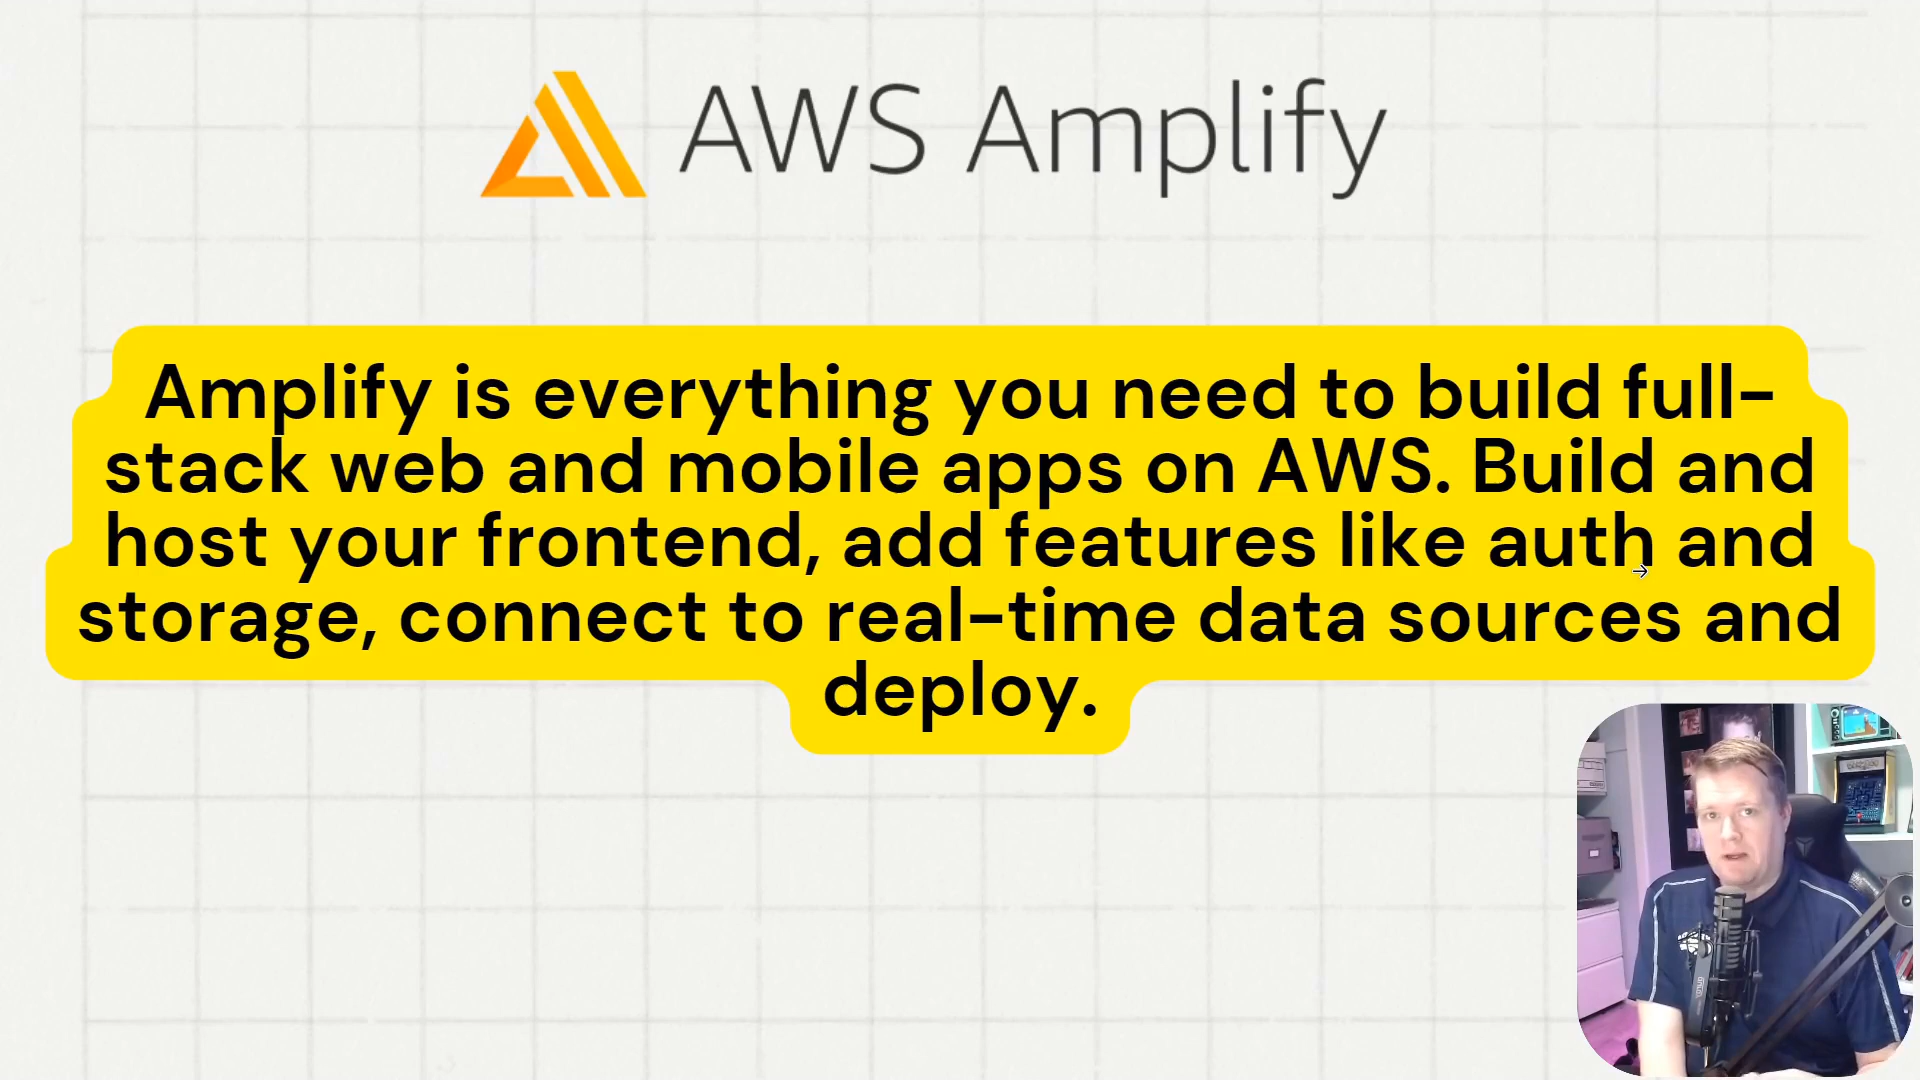 AWS Amplify
Amplify is everything you need to build full-
stack web and mobile apps on AWS. Build and
host your frontend, add features like auth and
storage, connect to real-time data sources and
deploy.